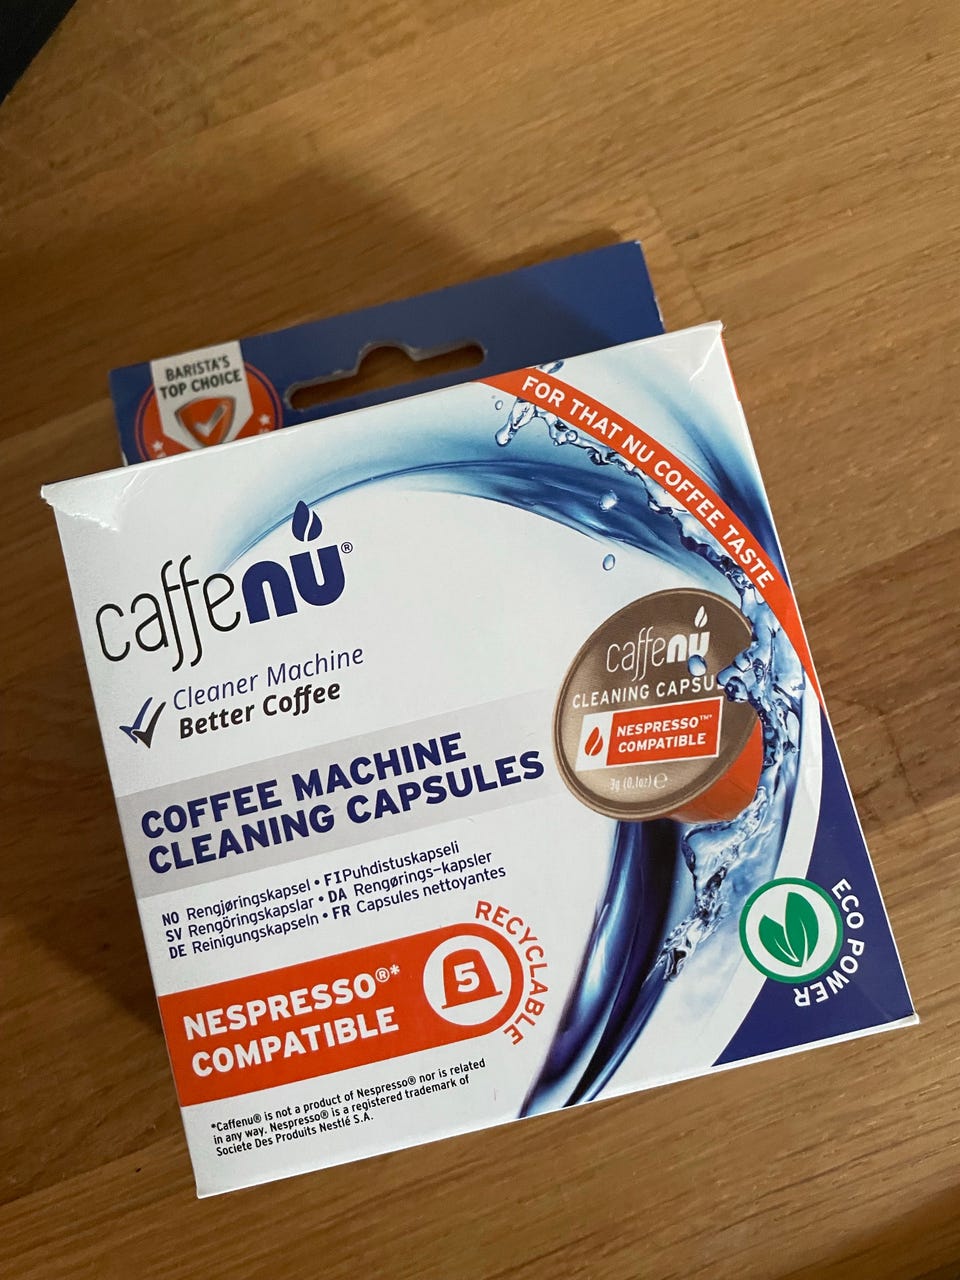 BARISTA'S
TOP CHOICE
FOR THAT NU COFFEE TASTE
caffenu®
Cleaner Machine
Better Coffee
caffenu
CLEANING CAPSU
NESPRESSO™*
COMPATIBLE
3g (0.1oz) ℮
COFFEE MACHINE
CLEANING CAPSULES
NO Rengjøringskapsel • FI Puhdistuskapseli
SV Rengöringskapslar • DA Rengørings-kapsler
DE Reinigungskapseln • FR Capsules nettoyantes
NESPRESSO®*
COMPATIBLE
5
RECYCLABLE
ECO POWER
*Caffenu® is not a product of Nespresso® nor is related
in any way. Nespresso® is a registered trademark of
Societe Des Produits Nestlé S.A.